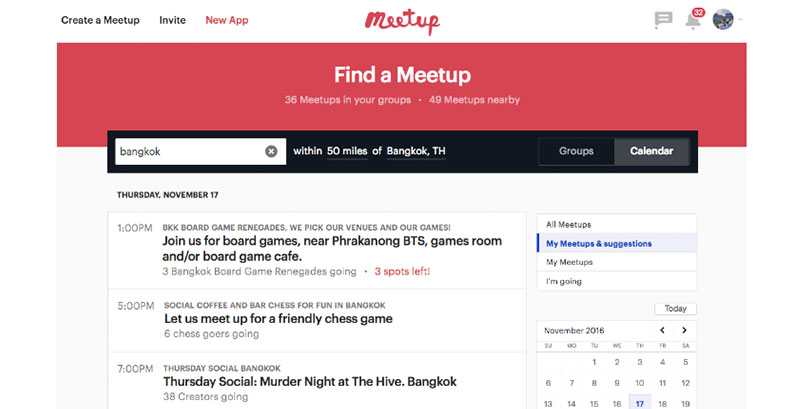 Create a Meetup Invite New App meetup 32
Find a Meetup
36 Meetups in your groups • 49 Meetups nearby
bangkok within 50 miles of Bangkok, TH Groups Calendar
THURSDAY, NOVEMBER 17
1:00PM BKK BOARD GAME RENEGADES, WE PICK OUR VENUES AND OUR GAMES!
Join us for board games, near Phrakanong BTS, games room
and/or board game cafe.
3 Bangkok Board Game Renegades going • 3 spots left!
5:00PM SOCIAL COFFEE AND BAR CHESS FOR FUN IN BANGKOK
Let us meet up for a friendly chess game
6 chess goers going
7:00PM THURSDAY SOCIAL BANGKOK
Thursday Social: Murder Night at The Hive. Bangkok
38 Creators going
All Meetups
My Meetups & suggestions
My Meetups
I'm going
Today
November 2016
SU MO TU WE TH FR SA
1 2 3 4 5
6 7 8 9 10 11 12
13 14 15 16 17 18 19